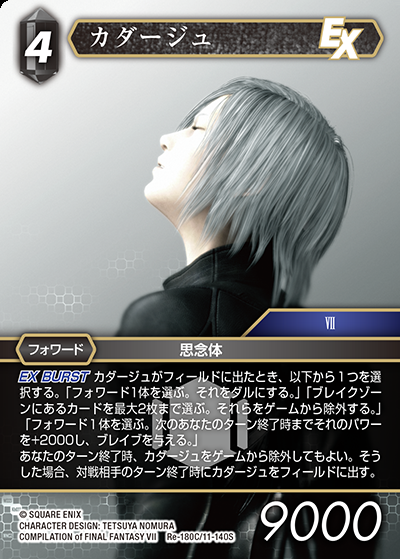 4
カダージュ
EX
VII
フォワード
思念体
EX BURST カダージュがフィールドに出たとき、以下から1つを選
択する。「フォワード1体を選ぶ。それをダルにする。」「ブレイクゾ
ーンにあるカードを最大2枚まで選ぶ。それらをゲームから除外する。」
「フォワード1体を選ぶ。次のあなたのターン終了時までそれのパワー
を+2000し、ブレイブを与える。」
あなたのターン終了時、カダージュをゲームから除外してもよい。そう
した場合、対戦相手のターン終了時にカダージュをフィールドに出す。
© SQUARE ENIX
CHARACTER DESIGN: TETSUYA NOMURA
COMPILATION of FINAL FANTASY VII Re-180C/11-140S
9000